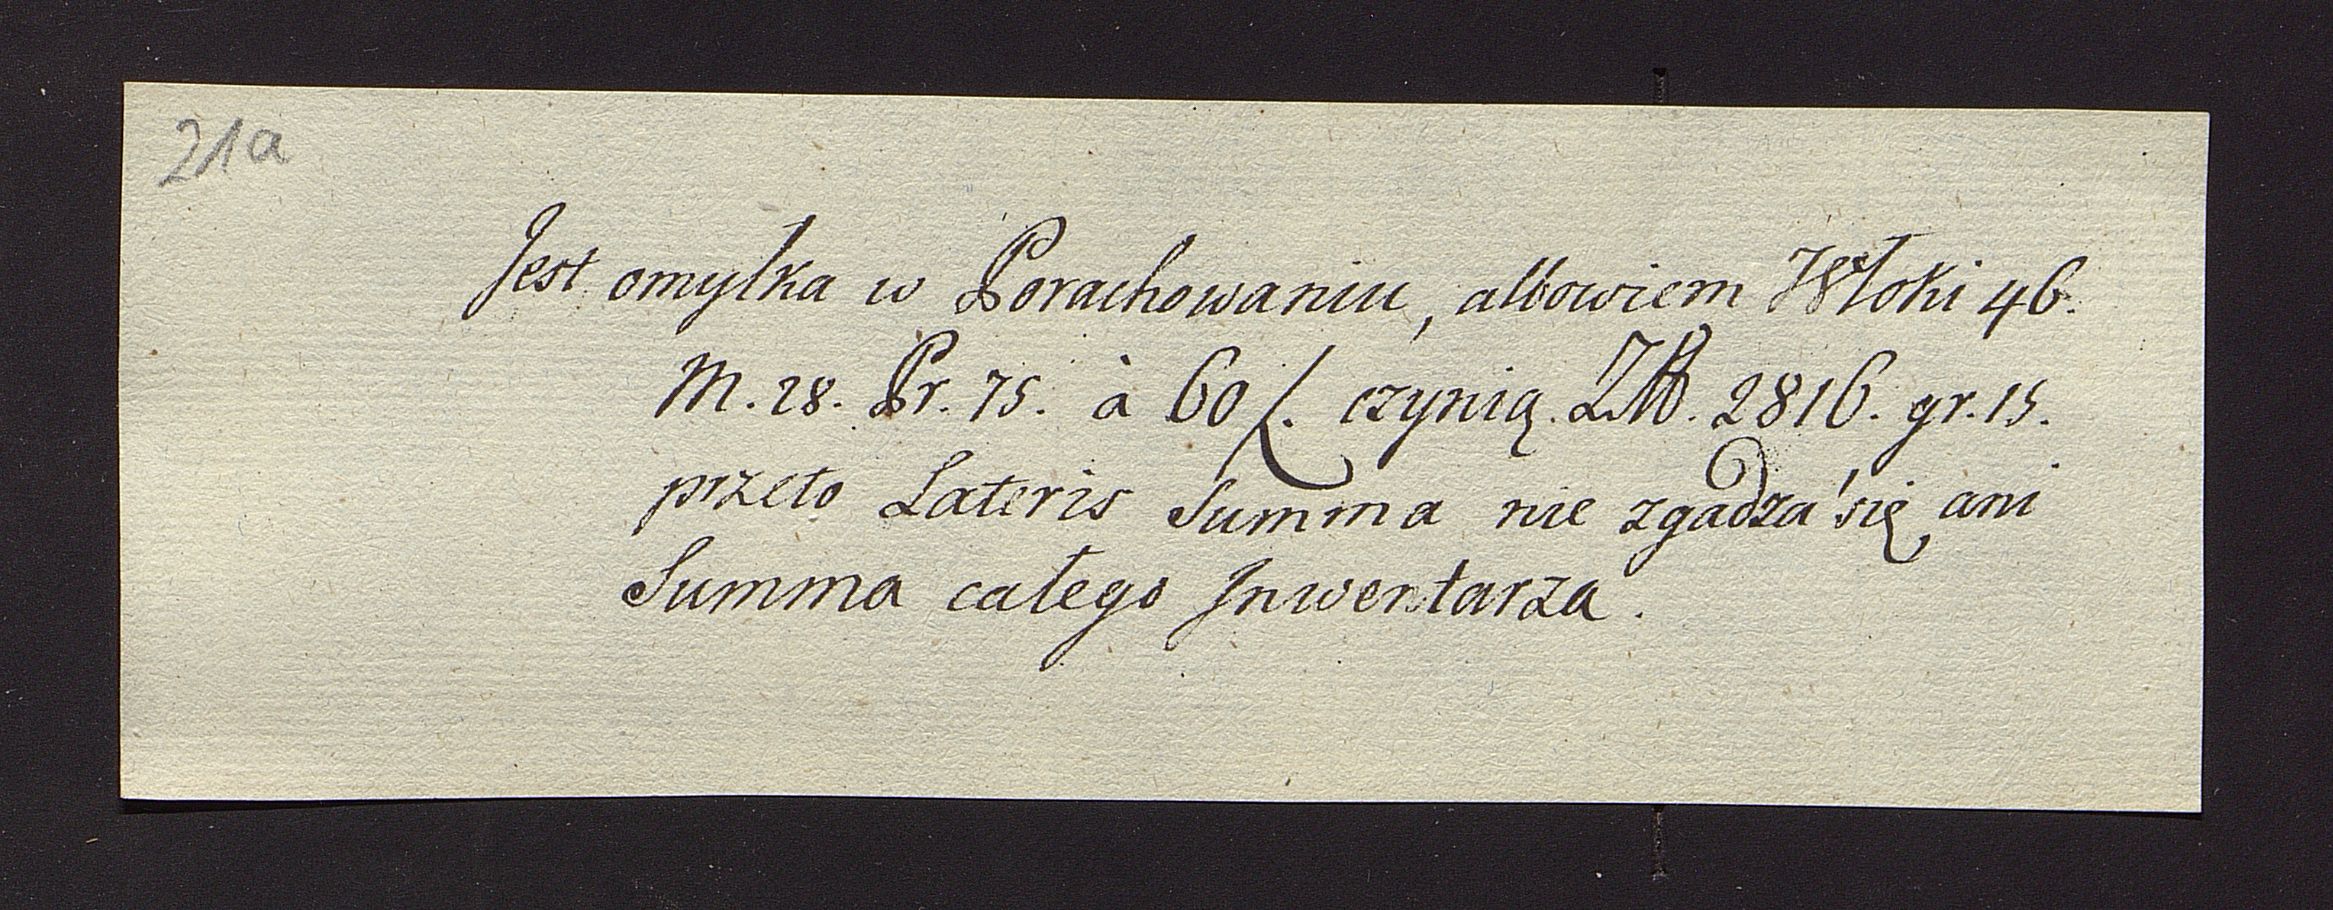 21a
Jest omyłka w Porachowaniu, albowiem Włoki 46.
M. 28. Pr. 75. à 60 f. czynią. Zł. 2816. gr. 15.
przeto Lateris Summa nie zgadza się ani
Summa całego Inwentarza.